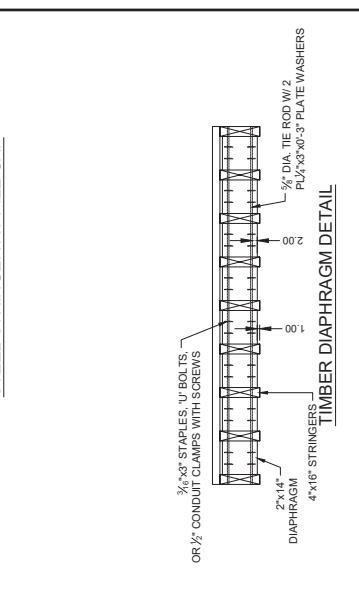 3/16"x3" STAPLES, 'U' BOLTS,
OR 1/2" CONDUIT CLAMPS WITH SCREWS
5/8" DIA. TIE ROD W/ 2
PL1/4"x3"x0'-3" PLATE WASHERS
2.00
1.00
2"x14"
DIAPHRAGM
4"x16" STRINGERS
TIMBER DIAPHRAGM DETAIL